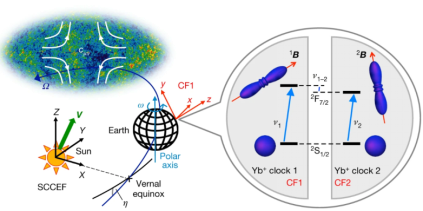 C₋₂
Ω
y
CF1
x
z
ω
Earth
Polar
axis
Z
V
Y
Sun
X
SCCEF
Vernal
equinox
η
¹B
²B
ν₁₋₂
²F₇/₂
ν₁
ν₂
²S₁/₂
Yb⁺ clock 1
Yb⁺ clock 2
CF1
CF2